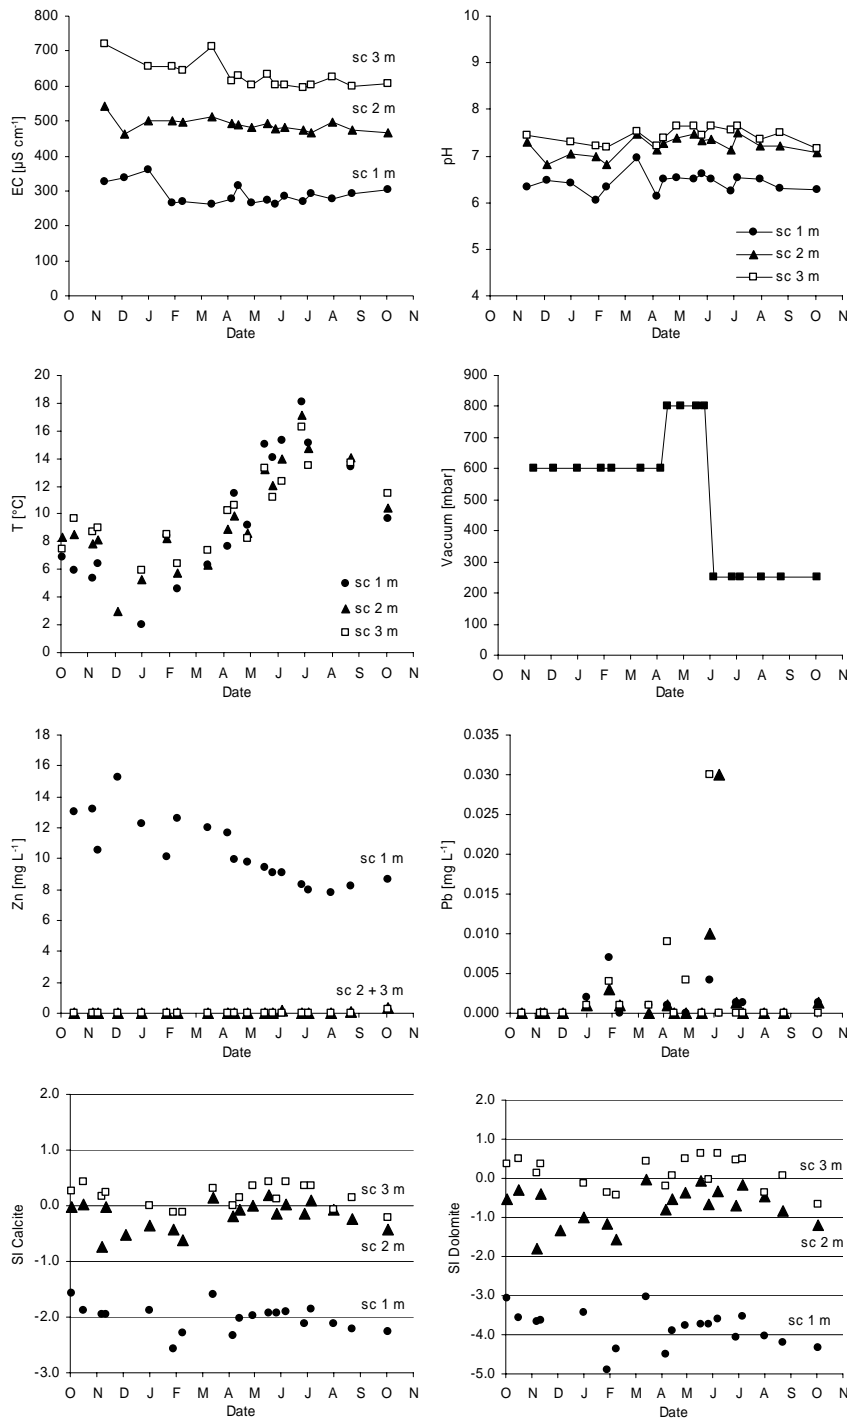 800
700
600
500
400
300
200
100
0
EC [µS cm⁻¹]
sc 3 m
sc 2 m
sc 1 m
O N D J F M A M J J A S O N
Date
10
9
8
7
6
5
4
pH
sc 1 m
sc 2 m
sc 3 m
O N D J F M A M J J A S O N
Date
20
18
16
14
12
10
8
6
4
2
0
T [°C]
sc 1 m
sc 2 m
sc 3 m
O N D J F M A M J J A S O N
Date
900
800
700
600
500
400
300
200
100
0
Vacuum [mbar]
O N D J F M A M J J A S O N
Date
18
16
14
12
10
8
6
4
2
0
Zn [mg L⁻¹]
sc 1 m
sc 2 + 3 m
O N D J F M A M J J A S O N
Date
0.035
0.030
0.025
0.020
0.015
0.010
0.005
0.000
Pb [mg L⁻¹]
O N D J F M A M J J A S O N
Date
2.0
1.0
0.0
-1.0
-2.0
-3.0
SI Calcite
sc 3 m
sc 2 m
sc 1 m
O N D J F M A M J J A S O N
Date
2.0
1.0
0.0
-1.0
-2.0
-3.0
-4.0
-5.0
SI Dolomite
sc 3 m
sc 2 m
sc 1 m
O N D J F M A M J J A S O N
Date